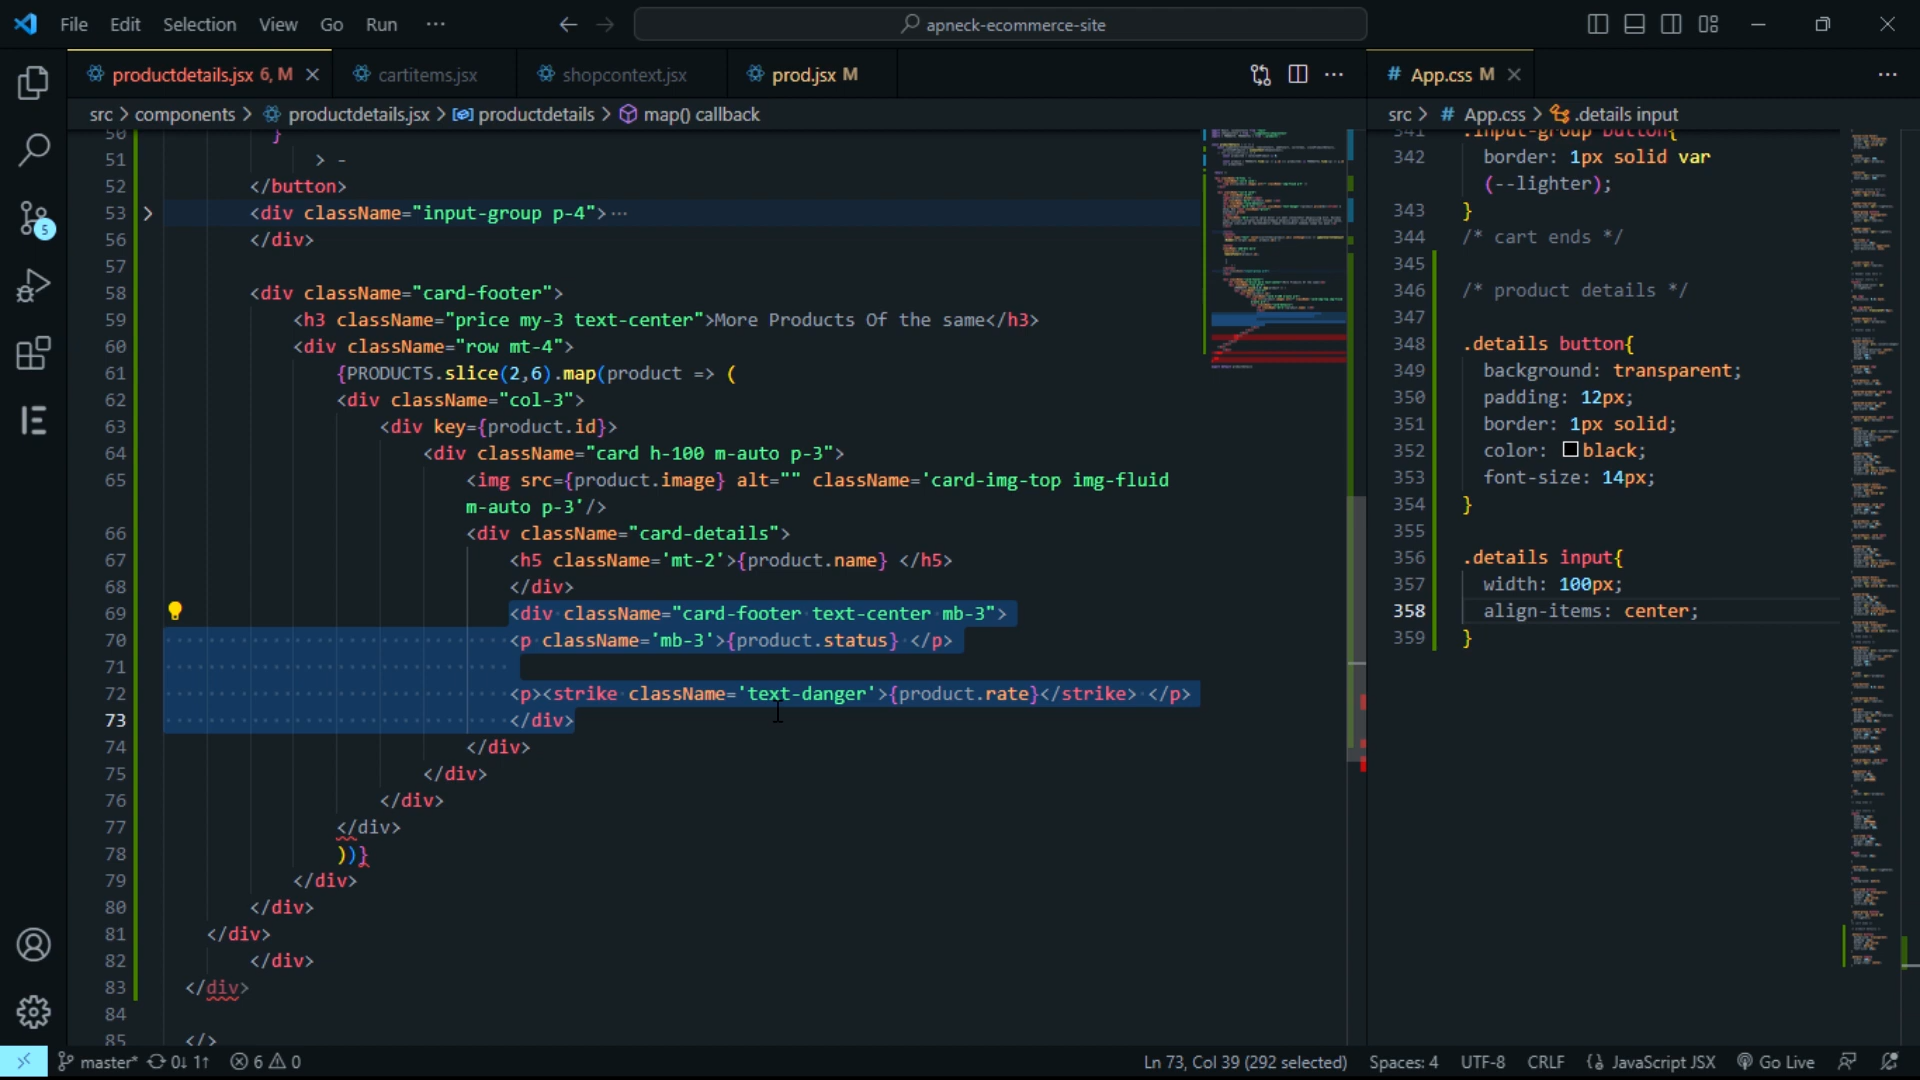 File Edit Selection View Go Run ··· apneck-ecommerce-site
productdetails.jsx 6, M cartitems.jsx shopcontext.jsx prod.jsx M
src > components > productdetails.jsx > productdetails > map() callback
50 }
51 > -
52 </button>
53 <div className="input-group p-4">···
56 </div>
57
58 <div className="card-footer">
59 <h3 className="price my-3 text-center">More Products Of the same</h3>
60 <div className="row mt-4">
61 {PRODUCTS.slice(2,6).map(product => (
62 <div className="col-3">
63 <div key={product.id}>
64 <div className="card h-100 m-auto p-3">
65 <img src={product.image} alt="" className='card-img-top img-fluid
m-auto p-3'/>
66 <div className="card-details">
67 <h5 className='mt-2'>{product.name} </h5>
68 </div>
69 <div className="card-footer text-center mb-3">
70 <p className='mb-3'>{product.status} </p>
71
72 <p><strike className='text-danger'>{product.rate}</strike> </p>
73 </div>
74 </div>
75 </div>
76 </div>
77 </div>
78 ))}
79 </div>
80 </div>
81 </div>
82 </div>
83 </div>
84
85 </>
App.css M
src > App.css > .details input
341 .input-group button{
342 border: 1px solid var
(--lighter);
343 }
344 /* cart ends */
345
346 /* product details */
347
348 .details button{
349 background: transparent;
350 padding: 12px;
351 border: 1px solid;
352 color: black;
353 font-size: 14px;
354 }
355
356 .details input{
357 width: 100px;
358 align-items: center;
359 }
5
master* 0↓ 1↑ 6 0 Ln 73, Col 39 (292 selected) Spaces: 4 UTF-8 CRLF {} JavaScript JSX Go Live